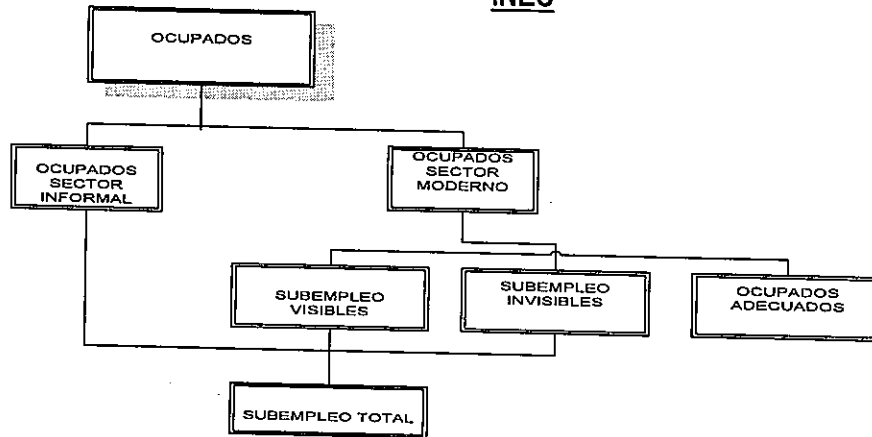 OCUPADOS
OCUPADOS
SECTOR
INFORMAL
OCUPADOS
SECTOR
MODERNO
SUBEMPLEO
VISIBLES
SUBEMPLEO
INVISIBLES
OCUPADOS
ADECUADOS
SUBEMPLEO TOTAL